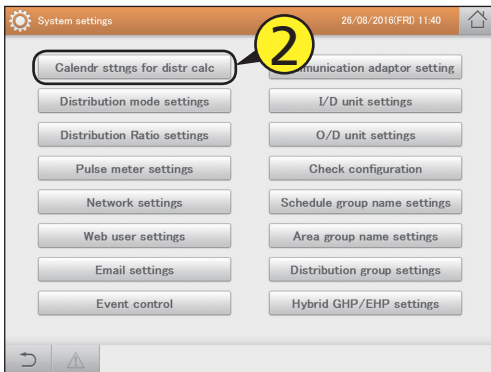 System settings 26/08/2016(FRI) 11:40
2
Calendr sttngs for distr calc
munication adaptor setting
Distribution mode settings
I/D unit settings
Distribution Ratio settings
O/D unit settings
Pulse meter settings
Check configuration
Network settings
Schedule group name settings
Web user settings
Area group name settings
Email settings
Distribution group settings
Event control
Hybrid GHP/EHP settings